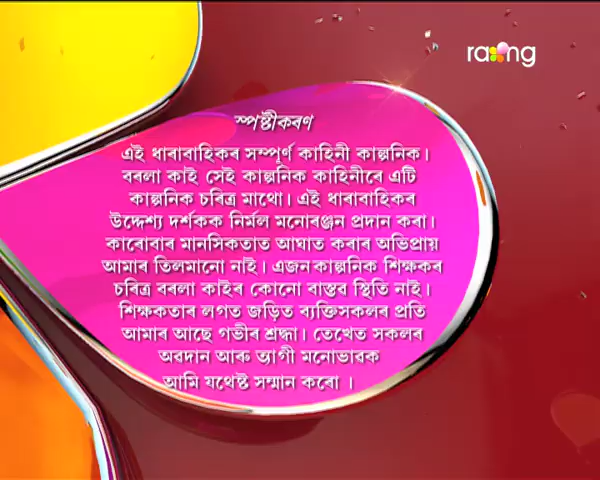 rang
স্পষ্টীকৰণ
এই ধাৰাবাহিকৰ সম্পূৰ্ণ কাহিনী কাল্পনিক।
বৰলা কাই সেই কাল্পনিক কাহিনীৰে এটি
কাল্পনিক চৰিত্ৰ মাথো। এই ধাৰাবাহিকৰ
উদ্দেশ্য দৰ্শকক নিৰ্মল মনোৰঞ্জন প্ৰদান কৰা।
কাৰোবাৰ মানসিকতাত আঘাত কৰাৰ অভিপ্ৰায়
আমাৰ তিলমানো নাই। এজন কাল্পনিক শিক্ষকৰ
চৰিত্ৰ বৰলা কাইৰ কোনো বাস্তৱ স্থিতি নাই।
শিক্ষকতাৰ লগত জড়িত ব্যক্তিসকলৰ প্ৰতি
আমাৰ আছে গভীৰ শ্ৰদ্ধা। তেখেত সকলৰ
অৱদান আৰু ত্যাগী মনোভাৱক
আমি যথেষ্ট সন্মান কৰো ।